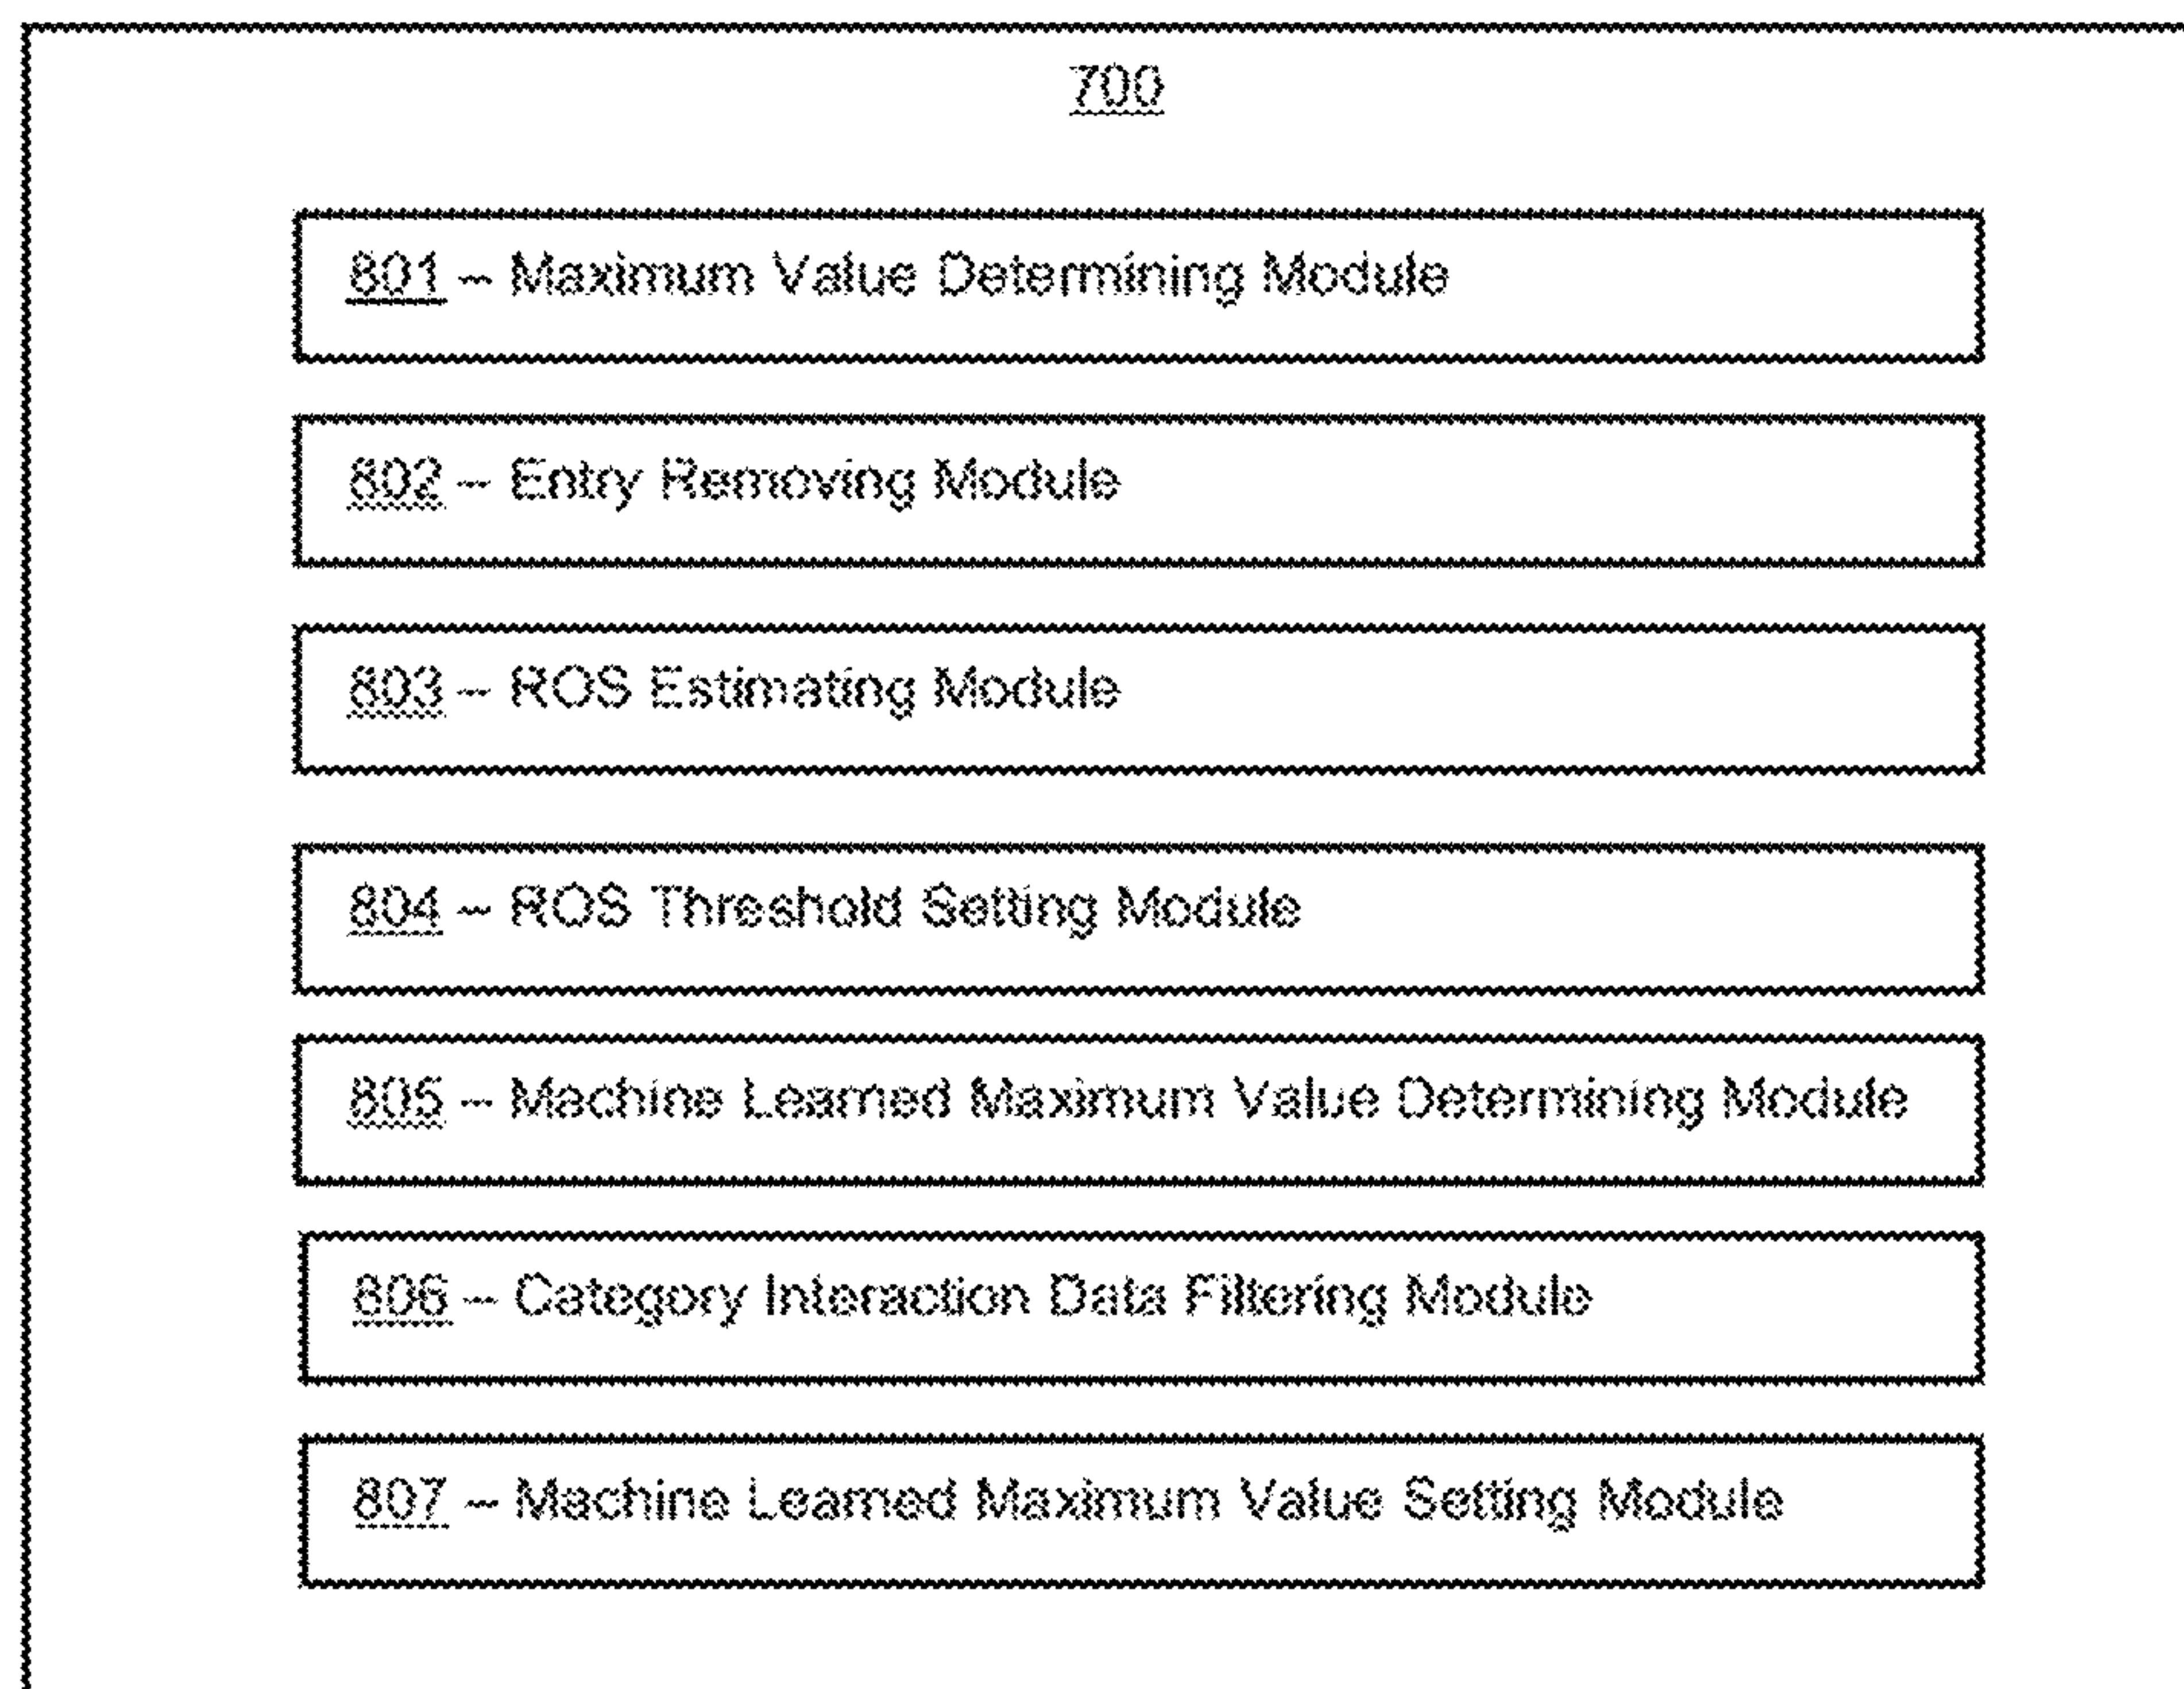 700
801 – Maximum Value Determining Module
802 – Entry Removing Module
803 – ROS Estimating Module
804 – ROS Threshold Setting Module
805 – Machine Learned Maximum Value Determining Module
806 – Category Interaction Data Filtering Module
807 – Machine Learned Maximum Value Setting Module